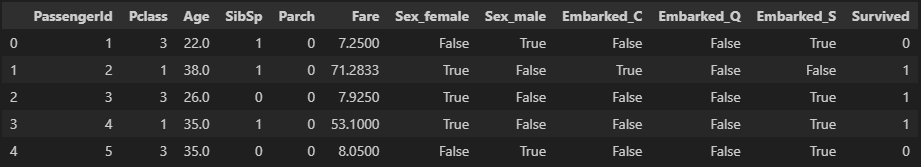 PassengerId Pclass Age SibSp Parch Fare Sex_female Sex_male Embarked_C Embarked_Q Embarked_S Survived
0 1 3 22.0 1 0 7.2500 False True False False True 0
1 2 1 38.0 1 0 71.2833 True False True False False 1
2 3 3 26.0 0 0 7.9250 True False False False True 1
3 4 1 35.0 1 0 53.1000 True False False False True 1
4 5 3 35.0 0 0 8.0500 False True False False True 0